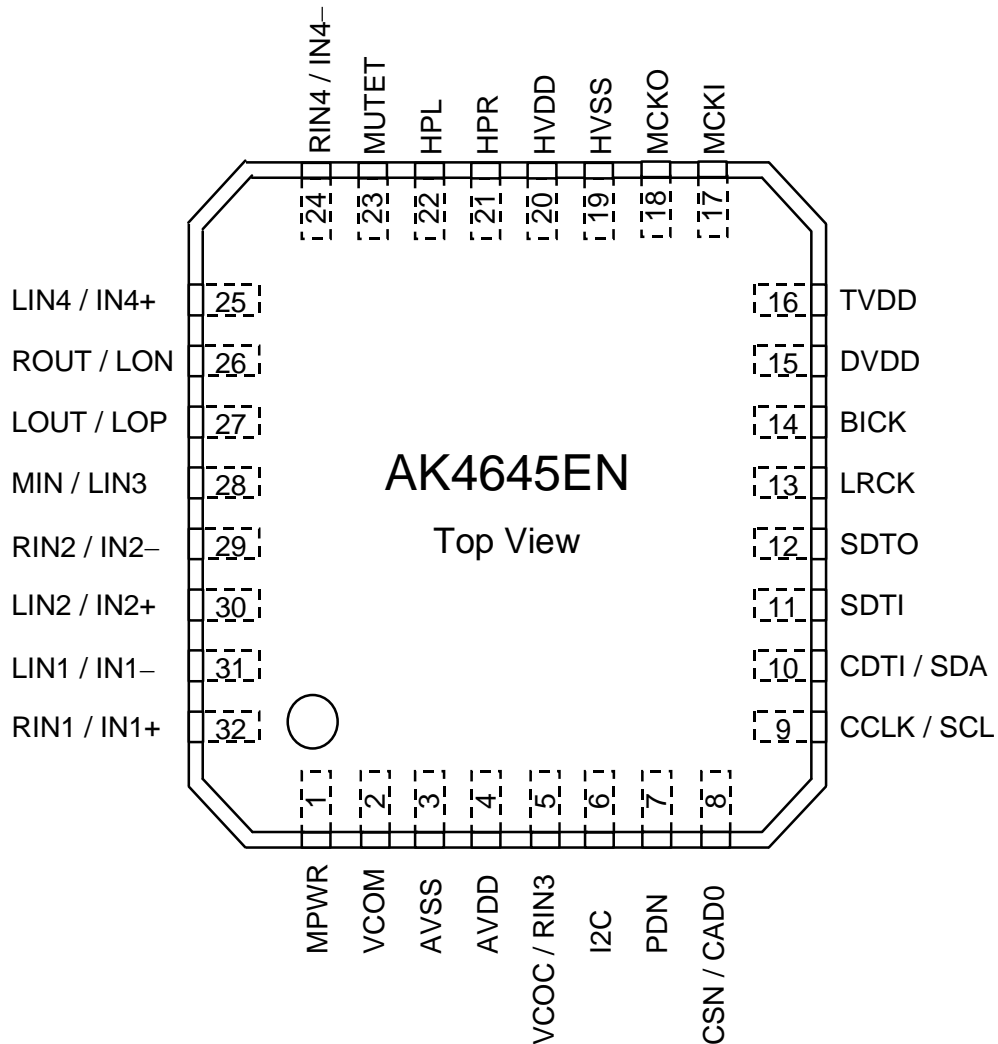 RIN4 / IN4−
MUTET
HPL
HPR
HVDD
HVSS
MCKO
MCKI
24
23
22
21
20
19
18
17
LIN4 / IN4+
25
16
TVDD
ROUT / LON
26
15
DVDD
LOUT / LOP
27
14
BICK
MIN / LIN3
28
13
LRCK
RIN2 / IN2−
29
12
SDTO
LIN2 / IN2+
30
11
SDTI
LIN1 / IN1−
31
10
CDTI / SDA
RIN1 / IN1+
32
9
CCLK / SCL
AK4645EN
Top View
1
2
3
4
5
6
7
8
MPWR
VCOM
AVSS
AVDD
VCOC / RIN3
I2C
PDN
CSN / CAD0